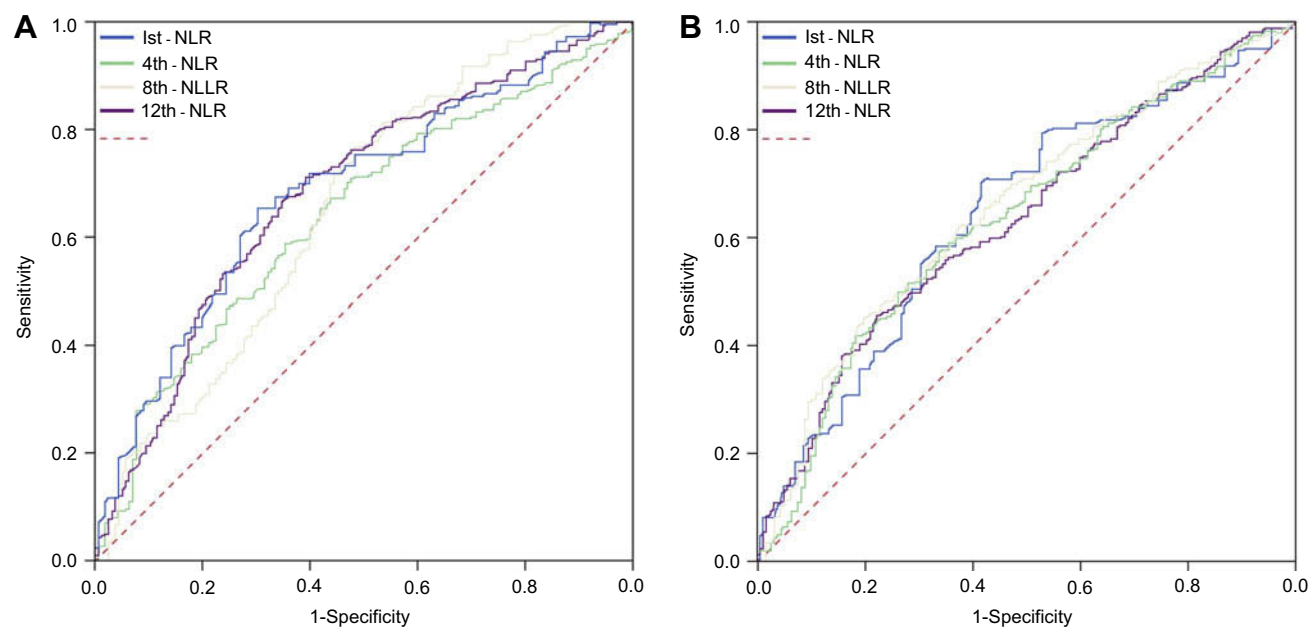 A
1.0
0.8
0.6
0.4
0.2
0.0
Sensitivity
Ist - NLR
4th - NLR
8th - NLLR
12th - NLR
0.0 0.2 0.4 0.6 0.8 0.0
1-Specificity
B
1.0
0.8
0.6
0.4
0.2
0.0
Sensitivity
Ist - NLR
4th - NLR
8th - NLLR
12th - NLR
0.0 0.2 0.4 0.6 0.8 0.0
1-Specificity